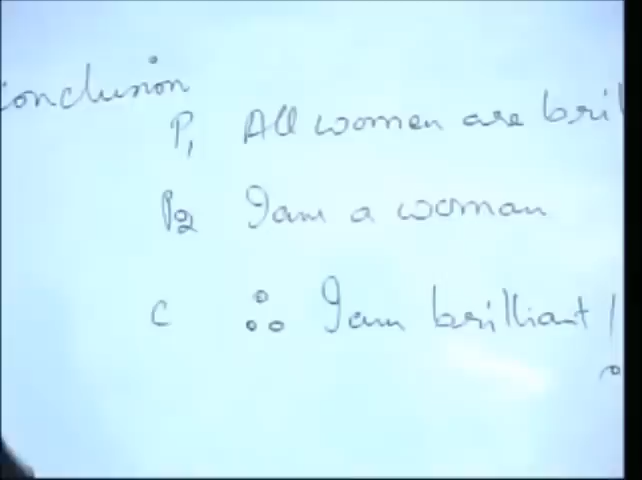 conclusion
P1 All women are bril
P2 I am a woman
C ∴ I am brilliant !